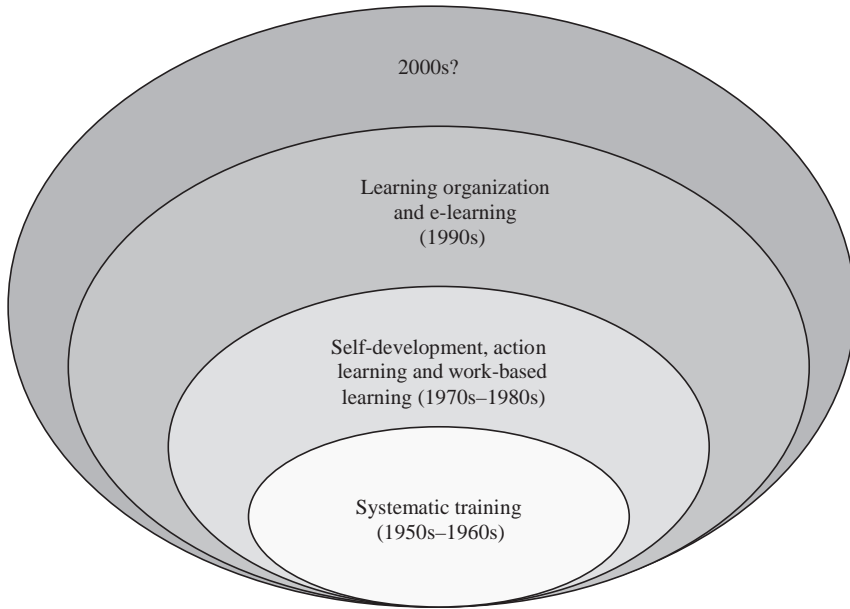 2000s?
Learning organization
and e-learning
(1990s)
Self-development, action
learning and work-based
learning (1970s–1980s)
Systematic training
(1950s–1960s)